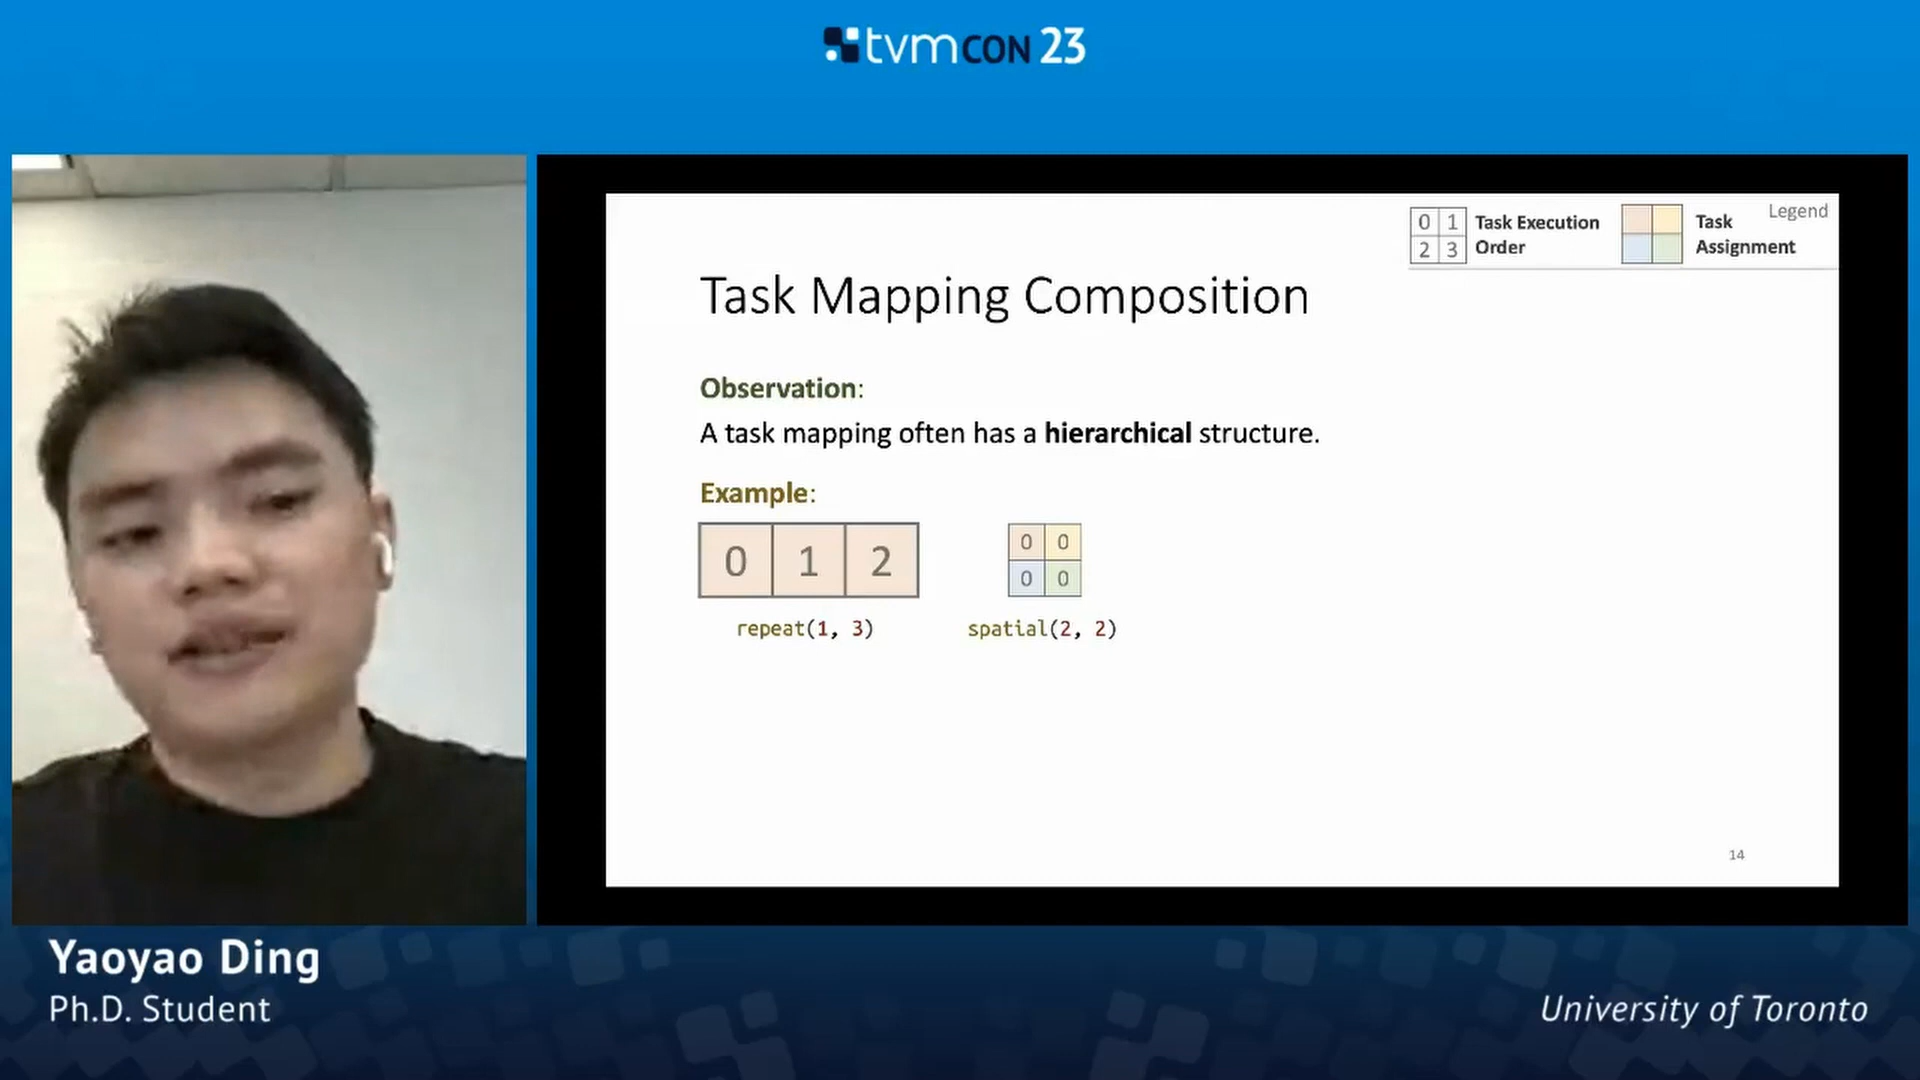 tvmCON 23
Legend
0 1 Task Execution
2 3 Order
Task
Assignment
Task Mapping Composition
Observation:
A task mapping often has a hierarchical structure.
Example:
0 1 2
0 0
0 0
repeat(1, 3)
spatial(2, 2)
14
Yaoyao Ding
Ph.D. Student
University of Toronto